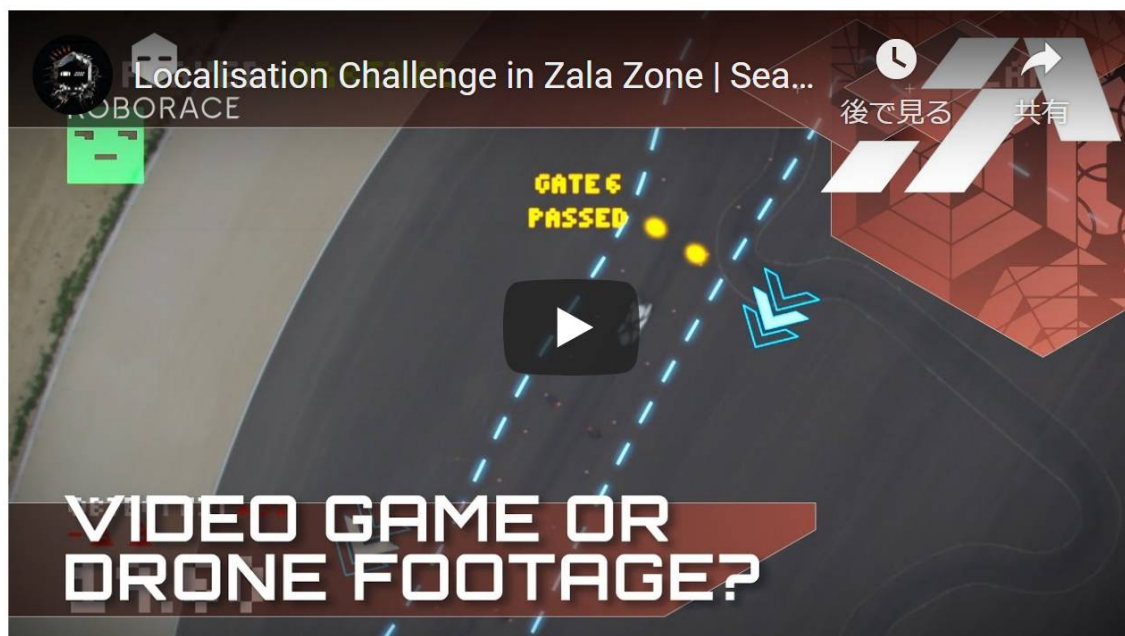 Localisation Challenge in Zala Zone | Sea...
後で見る
共有
ROBORACE
GATE 6
PASSED
VIDEO GAME OR
DRONE FOOTAGE?